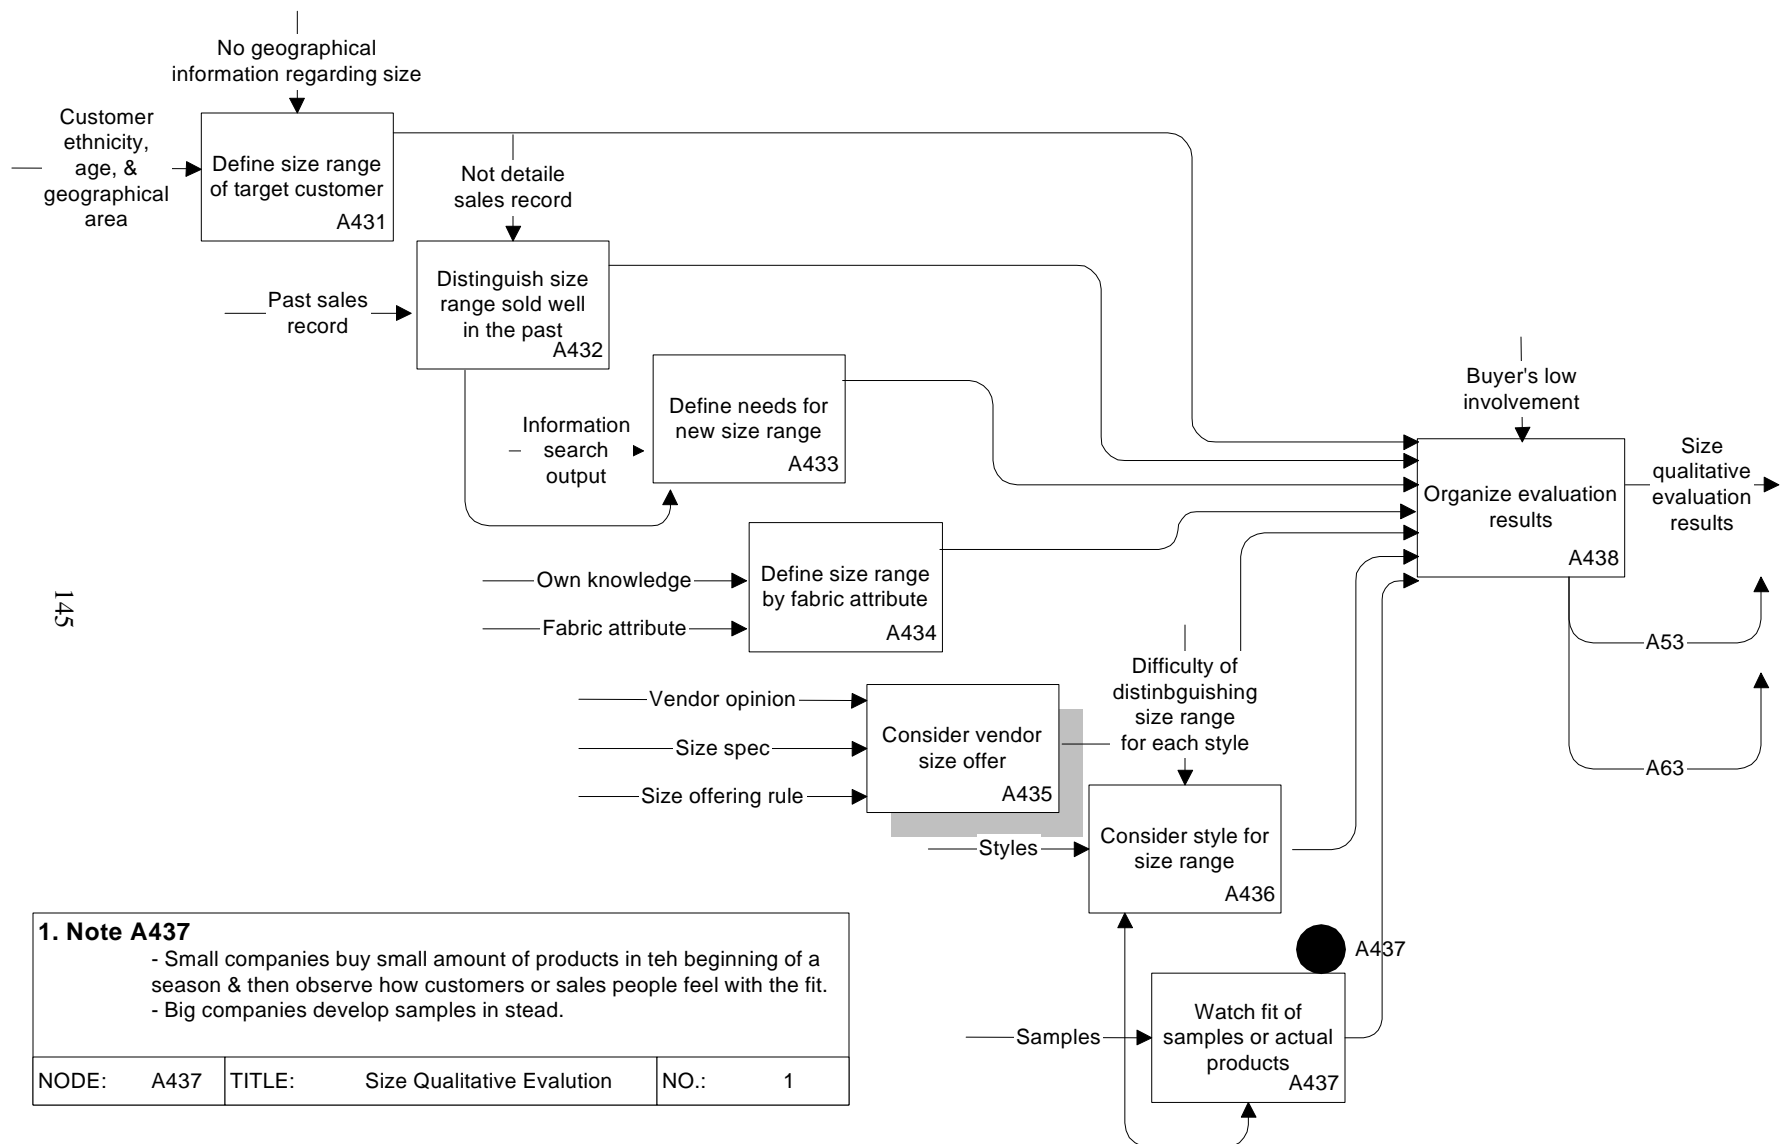 No geographical
information regarding size
Customer
ethnicity,
age, &
geographical
area
Define size range
of target customer
A431
Not detaile
sales record
Past sales
record
Distinguish size
range sold well
in the past
A432
Information
search
output
Define needs for
new size range
A433
Buyer's low
involvement
Organize evaluation
results
A438
Size
qualitative
evaluation
results
A53
A63
Own knowledge
Fabric attribute
Define size range
by fabric attribute
A434
145
Vendor opinion
Size spec
Size offering rule
Consider vendor
size offer
A435
Difficulty of
distinbguishing
size range
for each style
Styles
Consider style for
size range
A436
A437
Samples
Watch fit of
samples or actual
products
A437
1. Note A437
- Small companies buy small amount of products in teh beginning of a
season & then observe how customers or sales people feel with the fit.
- Big companies develop samples in stead.
NODE: A437 TITLE: Size Qualitative Evalution NO.: 1